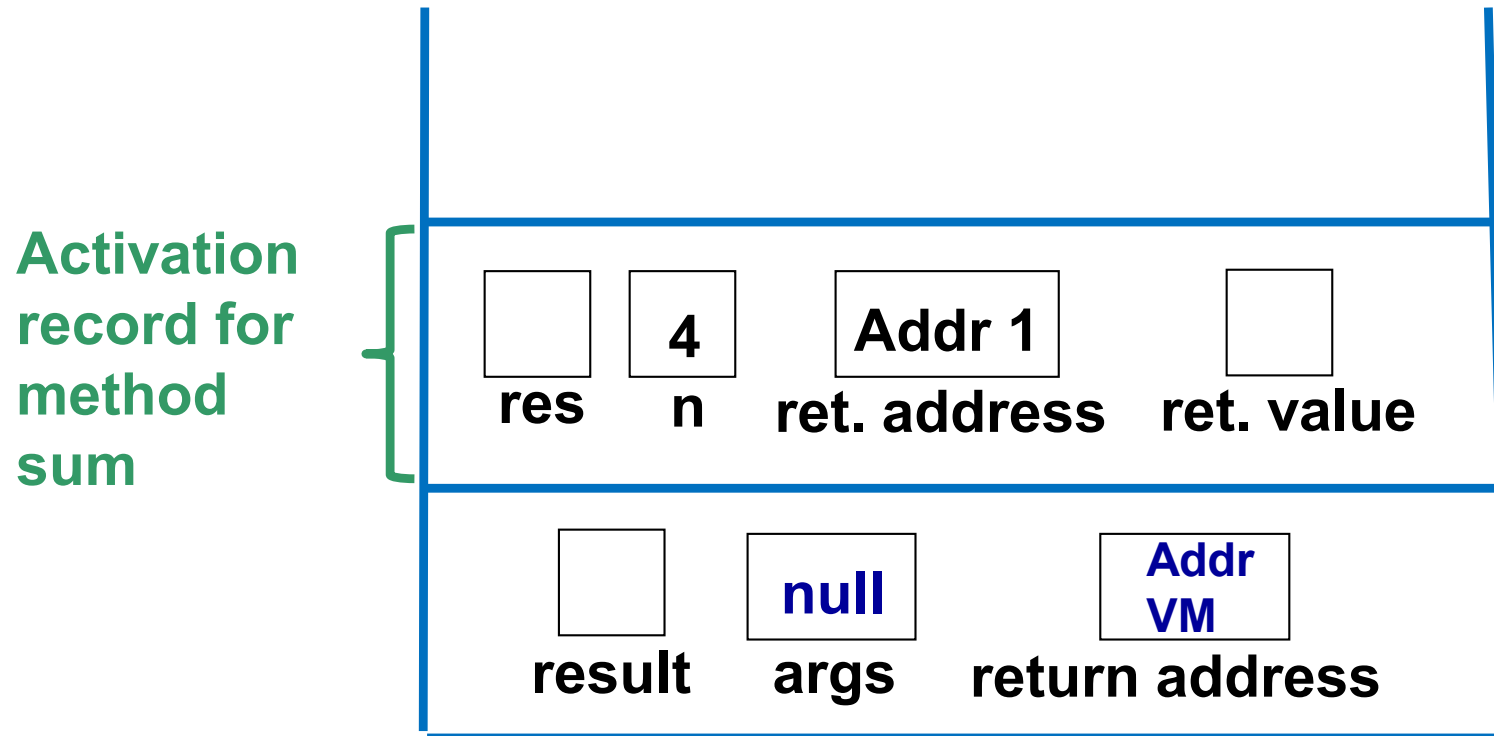 Activation
record for
method
sum
4
Addr 1
res
n
ret. address
ret. value
null
Addr
VM
result
args
return address